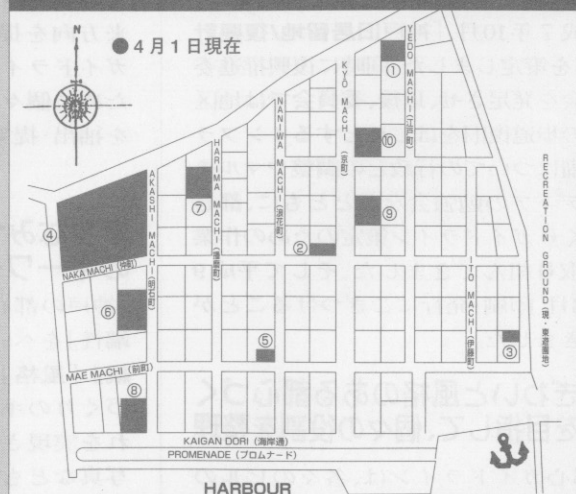 N
●4月1日現在
YEDO MACHI (江戸町)
①
KYO MACHI (京町)
NANIWA MACHI (浪花町)
⑩
HARIMA MACHI (播磨町)
RECREATION GROUND (現・東遊園地)
AKASHI MACHI (明石町)
⑦
⑨
④
②
NAKA MACHI (仲町)
ITO MACHI (伊藤町)
⑥
⑤
③
MAE MACHI (前町)
⑧
KAIGAN DORI (海岸通)
PROMENADE (プロムナード)
HARBOUR